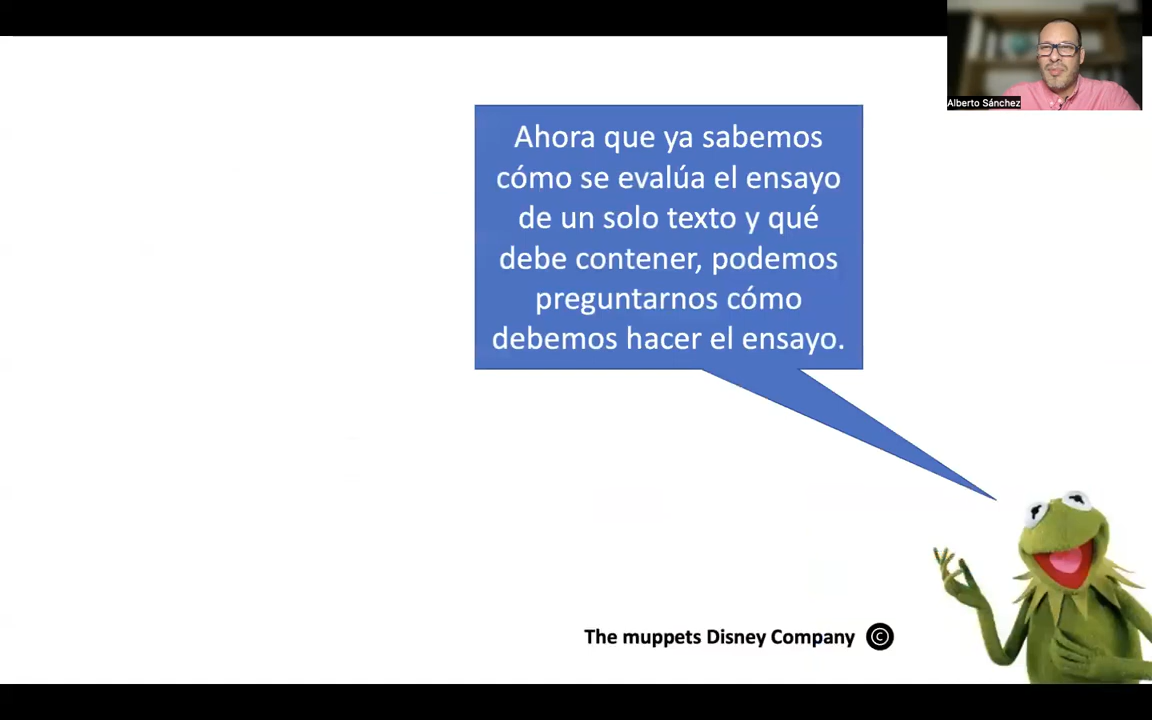 Alberto Sánchez
Ahora que ya sabemos
cómo se evalúa el ensayo
de un solo texto y qué
debe contener, podemos
preguntarnos cómo
debemos hacer el ensayo.
The muppets Disney Company ©